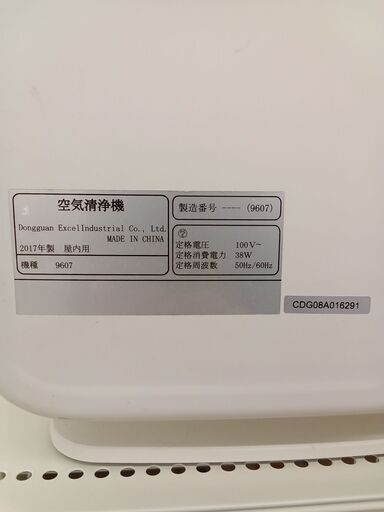 空気清浄機
Dongguan ExcelIndustrial Co., Ltd.
MADE IN CHINA
2017年製 屋内用
機種 9607
製造番号 ---- (9607)
定格電圧 100V~
定格消費電力 38W
定格周波数 50Hz/60Hz
CDG08A016291